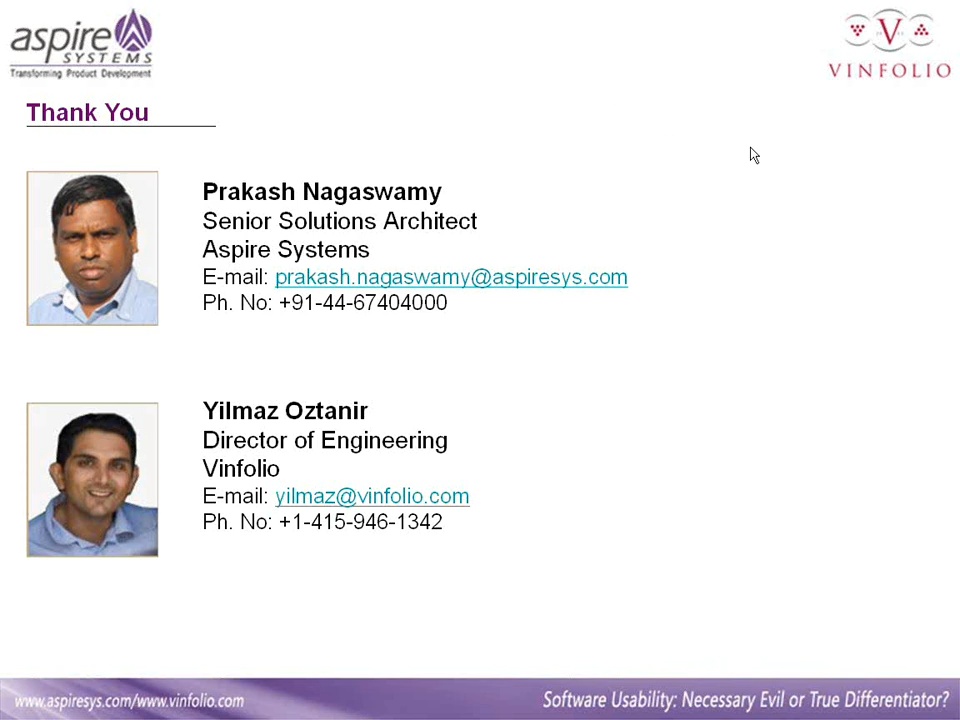 aspire
SYSTEMS
Transforming Product Development
V
VINFOLIO
Thank You
Prakash Nagaswamy
Senior Solutions Architect
Aspire Systems
E-mail: prakash.nagaswamy@aspiresys.com
Ph. No: +91-44-67404000
Yilmaz Oztanir
Director of Engineering
Vinfolio
E-mail: yilmaz@vinfolio.com
Ph. No: +1-415-946-1342
www.aspiresys.com/www.vinfolio.com
Software Usability: Necessary Evil or True Differentiator?